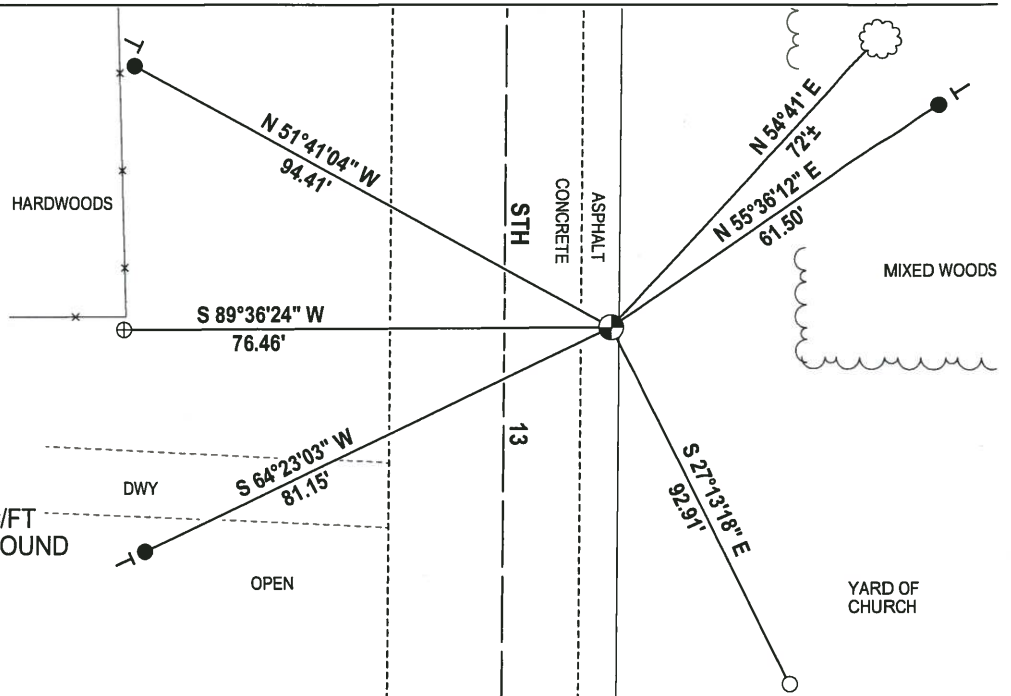 N 51°41'04" W
94.41'
N 54°41' E
72'±
N 55°36'12" E
61.50'
HARDWOODS
STH
CONCRETE
ASPHALT
MIXED WOODS
S 89°36'24" W
76.46'
13
S 64°23'03" W
81.15'
S 27°13'18" E
92.91'
DWY
/FT
OUND
OPEN
YARD OF
CHURCH